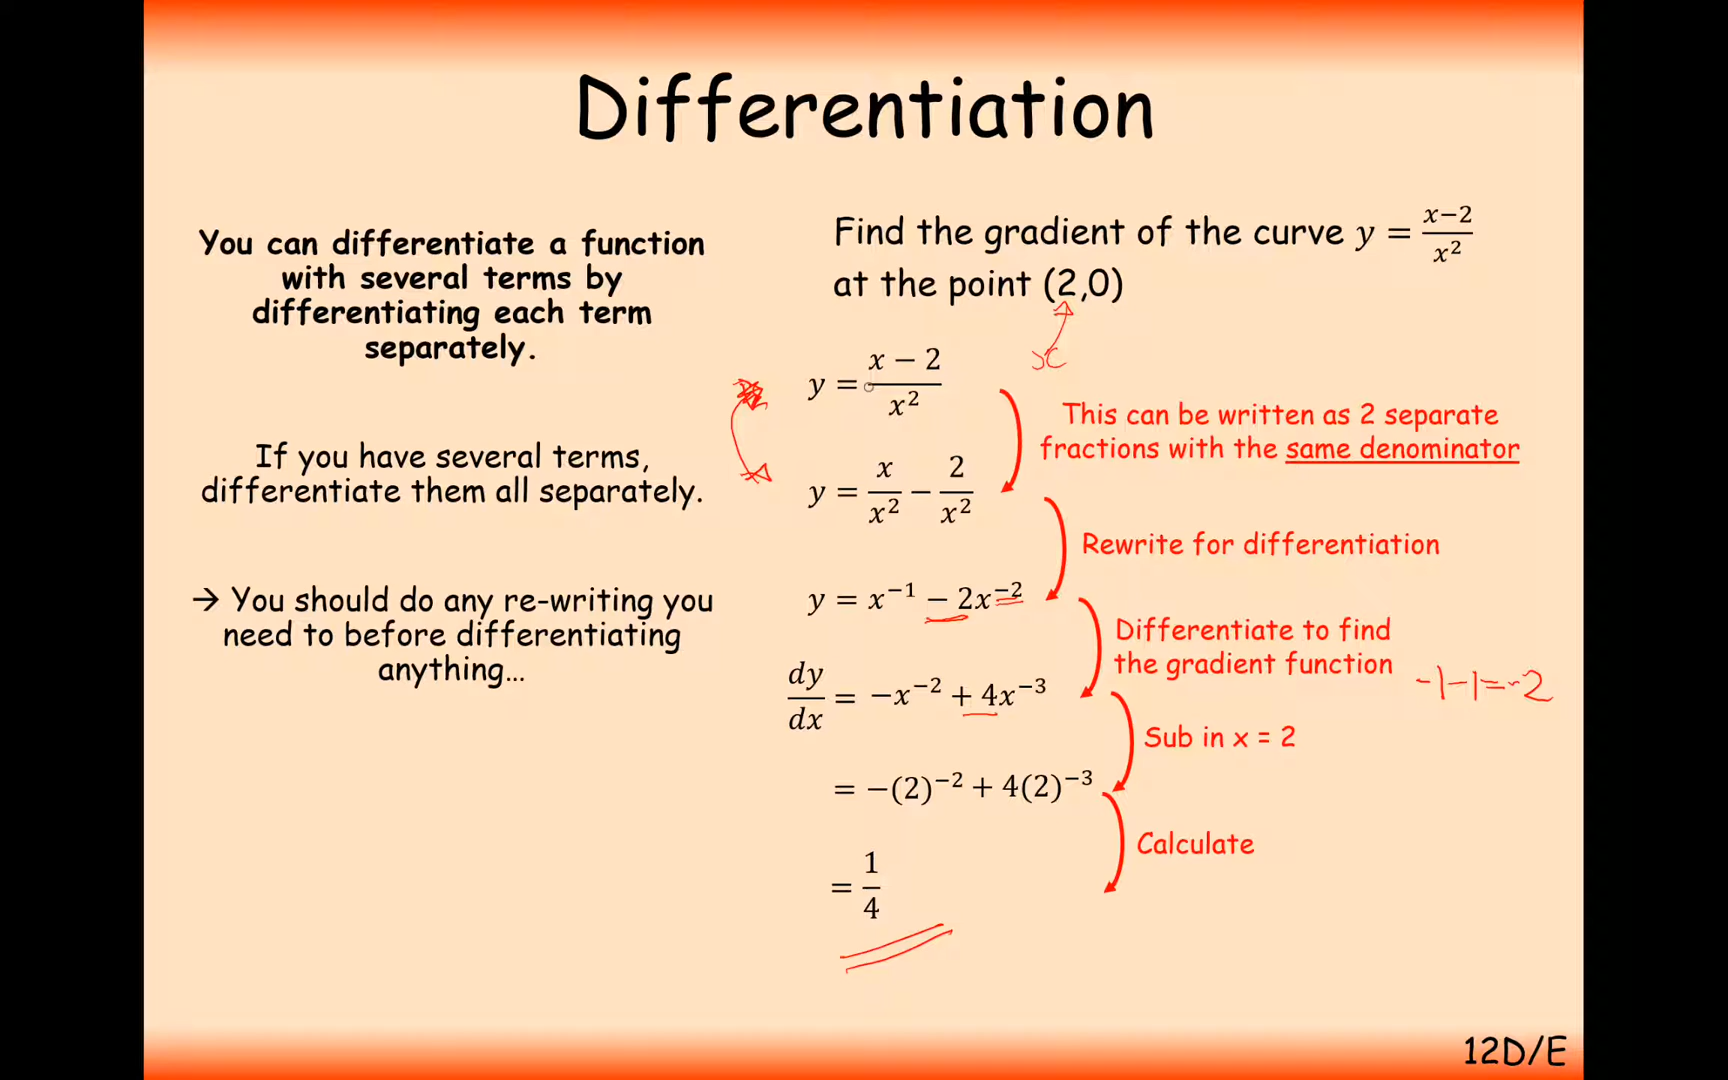 Differentiation
You can differentiate a function
with several terms by
differentiating each term
separately.
If you have several terms,
differentiate them all separately.
→ You should do any re-writing you
need to before differentiating
anything...
Find the gradient of the curve y = (x−2)/x²
at the point (2,0)
x
y = (x − 2)/x²
This can be written as 2 separate
fractions with the same denominator
y = x/x² − 2/x²
Rewrite for differentiation
y = x⁻¹ − 2x⁻²
Differentiate to find
the gradient function
-1-1=-2
dy/dx = −x⁻² + 4x⁻³
Sub in x = 2
= −(2)⁻² + 4(2)⁻³
Calculate
= 1/4
12D/E